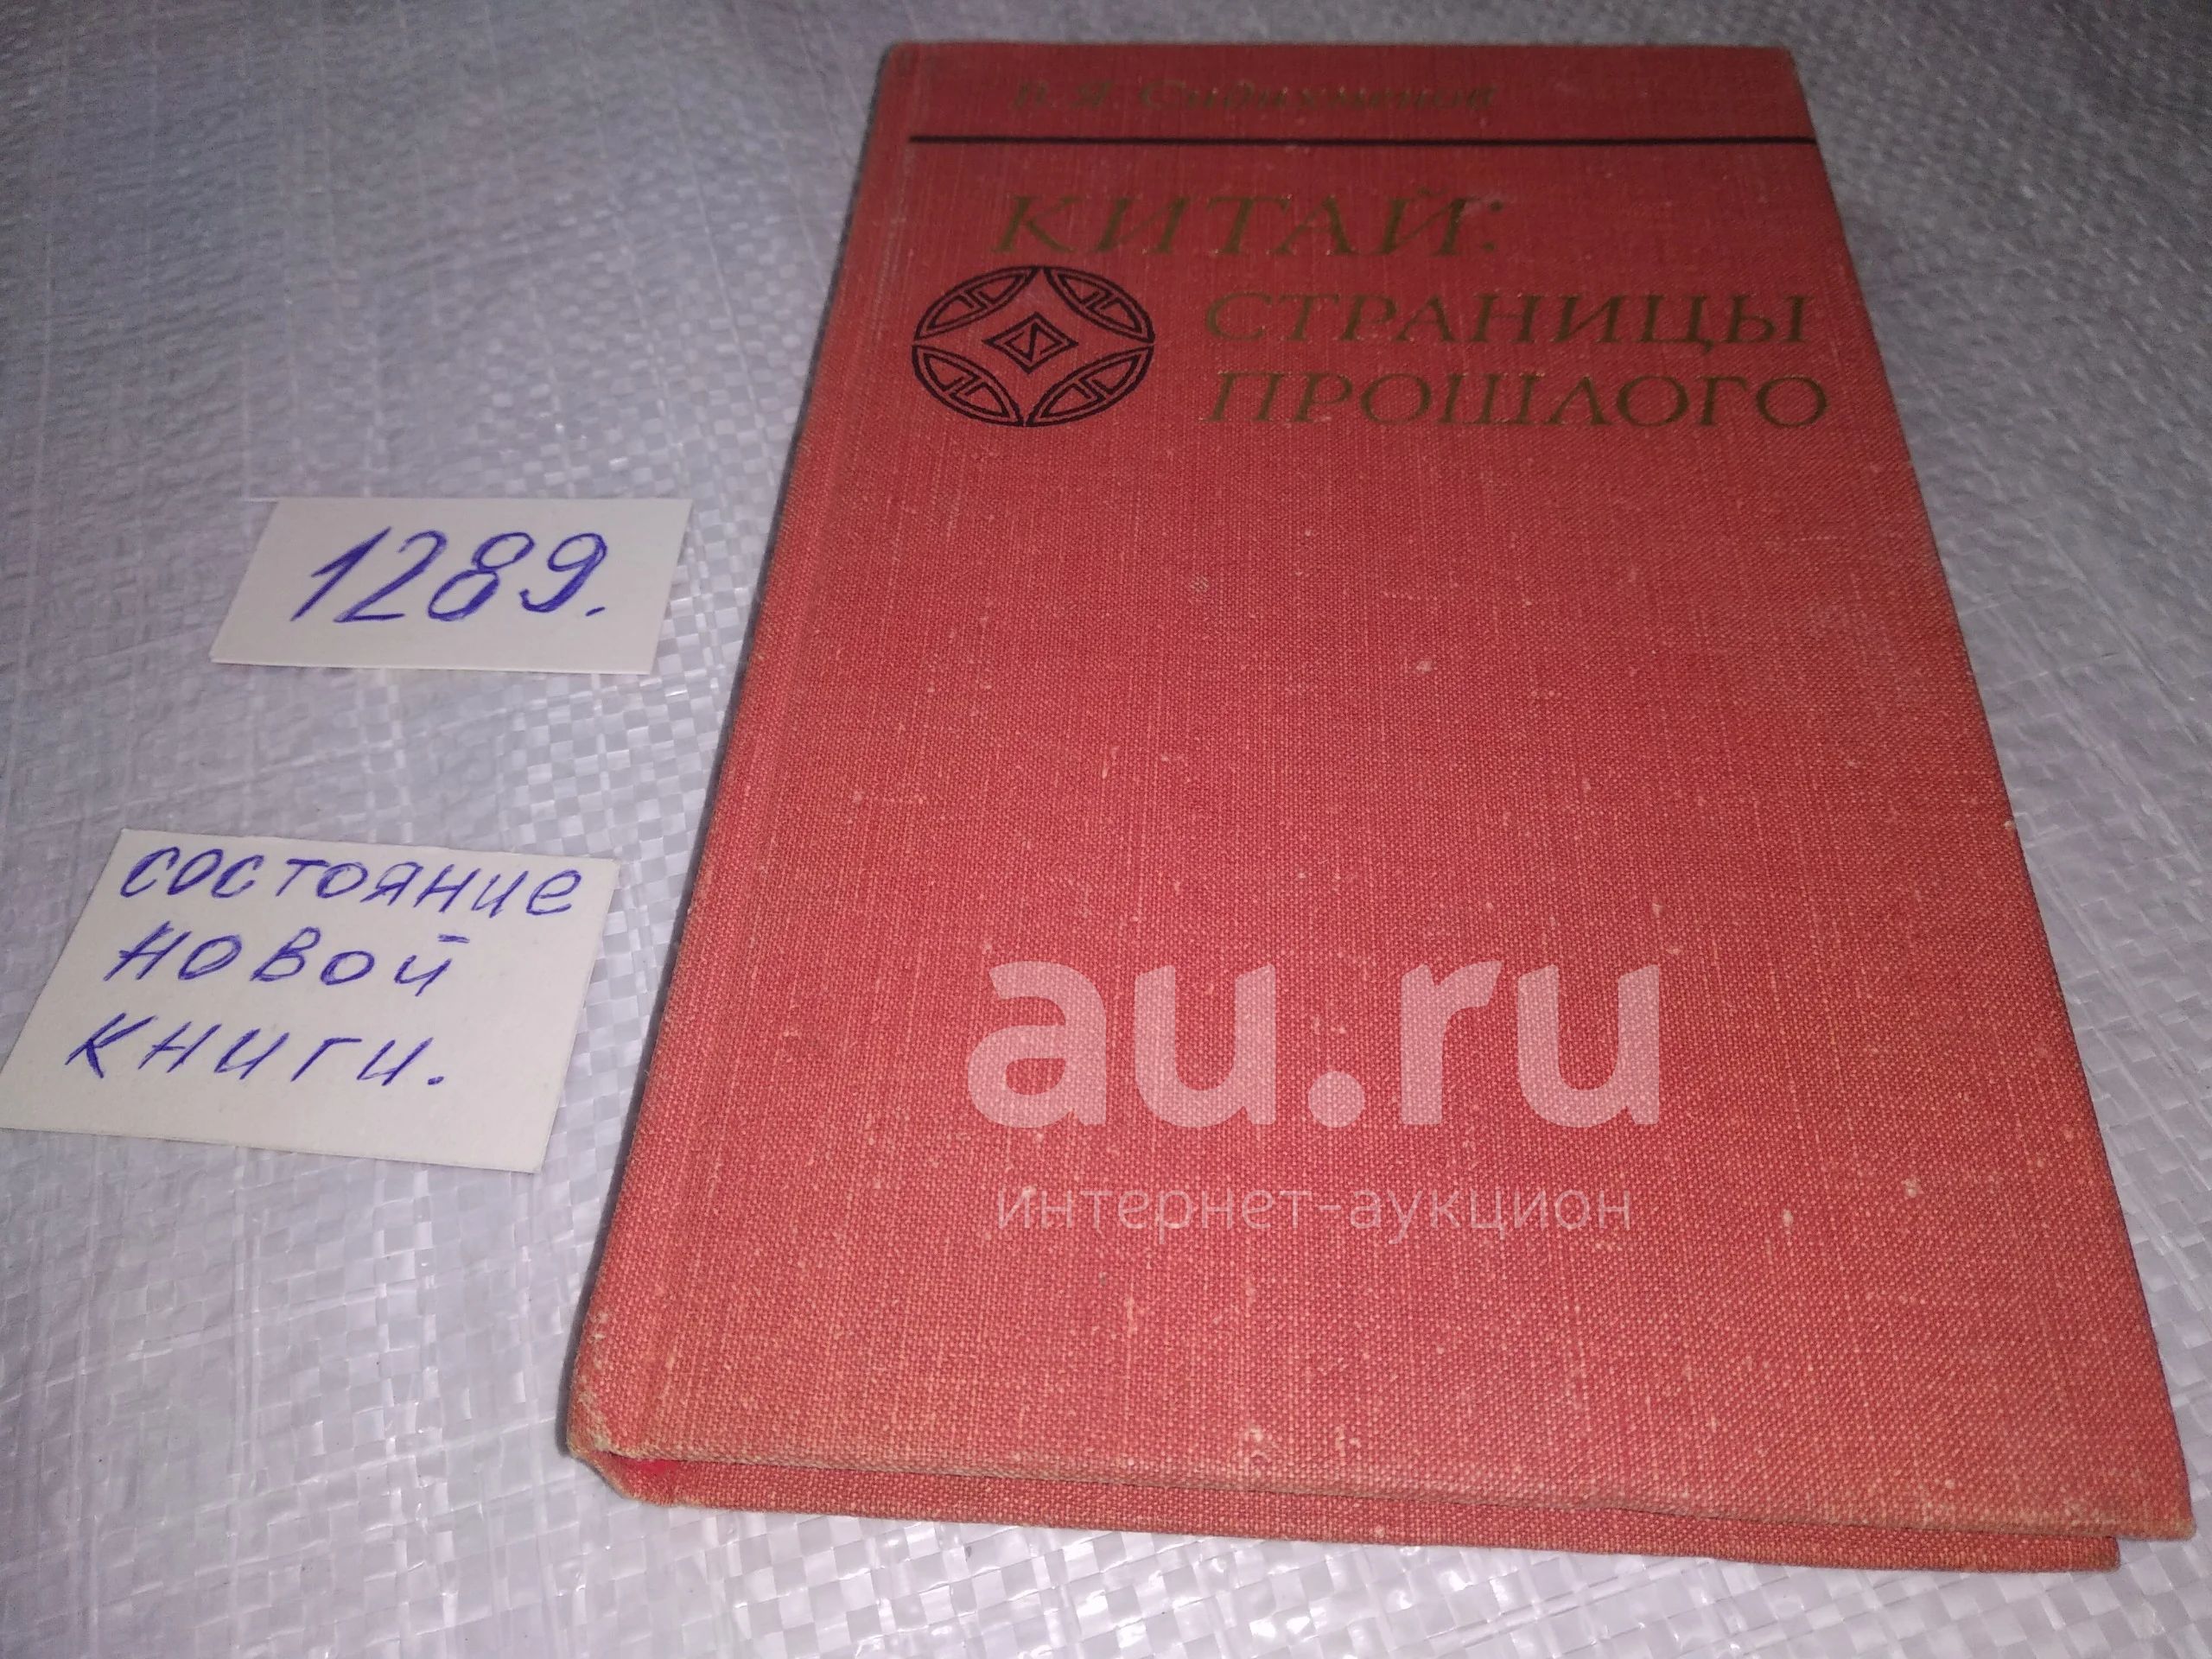 В. Я. Сидихменов
КИТАЙ:
СТРАНИЦЫ
ПРОШЛОГО
1289.
состояние
новой
книги.
au.ru
интернет-аукцион